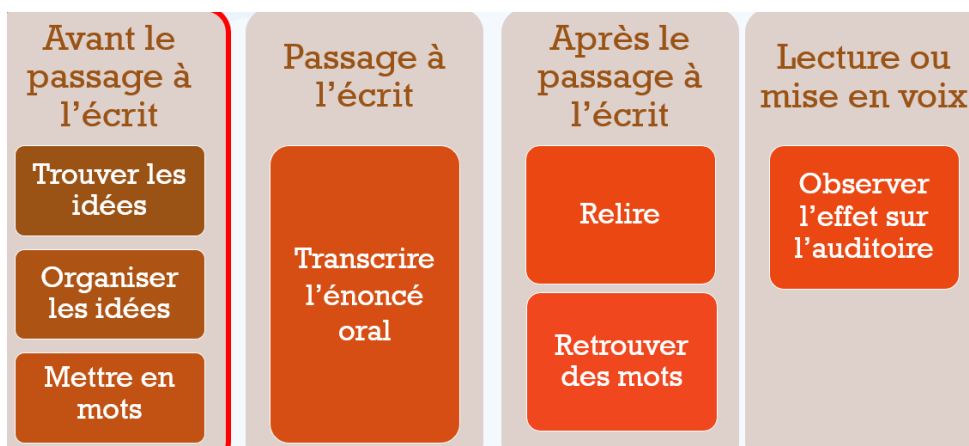 Avant le
passage à
l'écrit
Trouver les
idées
Organiser
les idées
Mettre en
mots
Passage à
l'écrit
Transcrire
l'énoncé
oral
Après le
passage à
l'écrit
Relire
Retrouver
des mots
Lecture ou
mise en voix
Observer
l'effet sur
l'auditoire